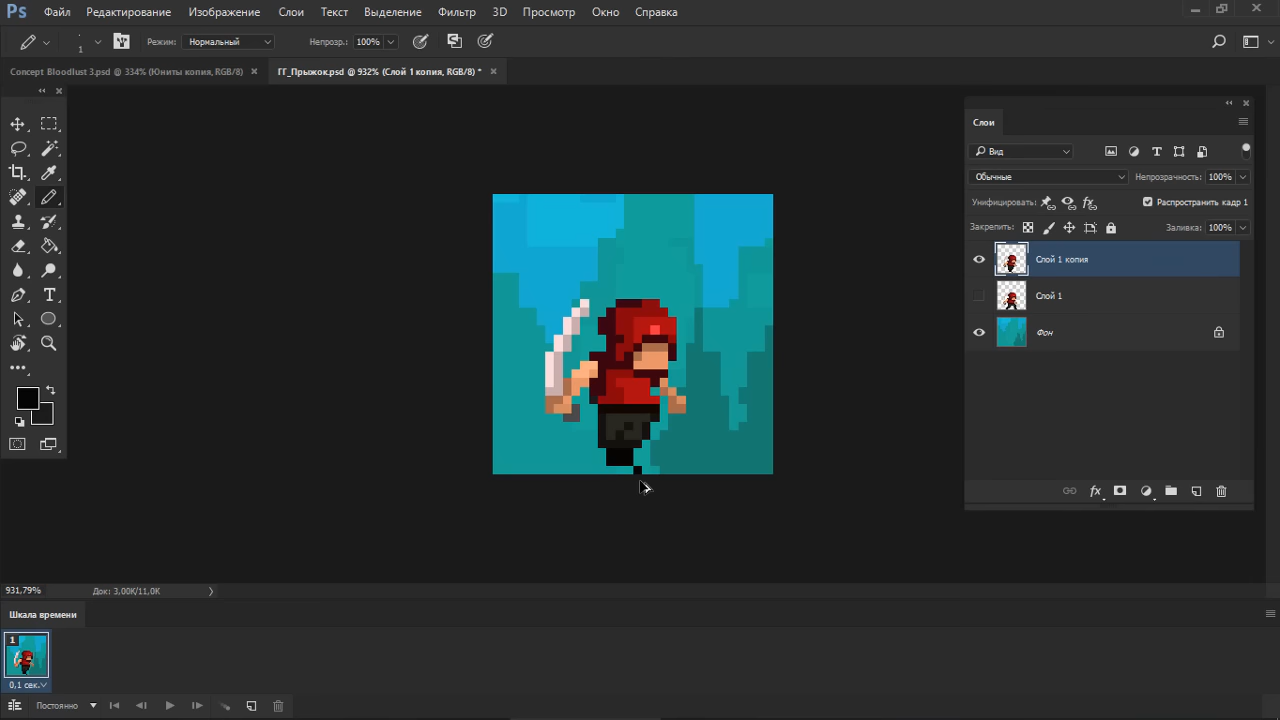 Ps Файл Редактирование Изображение Слои Текст Выделение Фильтр 3D Просмотр Окно Справка
1 Режим: Нормальный Непрозр.: 100%
Concept Bloodlust 3.psd @ 334% (Юниты копия, RGB/8) ГГ_Прыжок.psd @ 932% (Слой 1 копия, RGB/8) *
Слои
Вид
Обычные Непрозрачность: 100%
Унифицировать: Распространить кадр 1
Закрепить: Заливка: 100%
Слой 1 копия
Слой 1
Фон
fx
931,79% Док: 3,00K/11,0K
Шкала времени
1
0,1 сек.
Постоянно